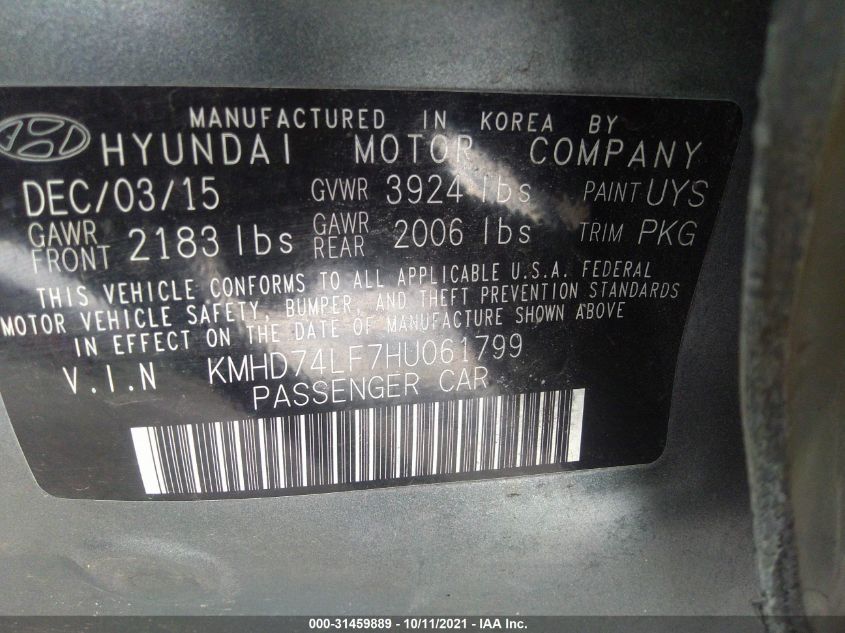 MANUFACTURED IN KOREA BY
HYUNDAI MOTOR COMPANY
DEC/03/15 GVWR 3924 lbs PAINT UYS
GAWR FRONT 2183 lbs GAWR REAR 2006 lbs TRIM PKG
THIS VEHICLE CONFORMS TO ALL APPLICABLE U.S.A. FEDERAL
MOTOR VEHICLE SAFETY, BUMPER, AND THEFT PREVENTION STANDARDS
IN EFFECT ON THE DATE OF MANUFACTURE SHOWN ABOVE
V.I.N KMHD74LF7HU061799
PASSENGER CAR
000-31459889 - 10/11/2021 - IAA Inc.